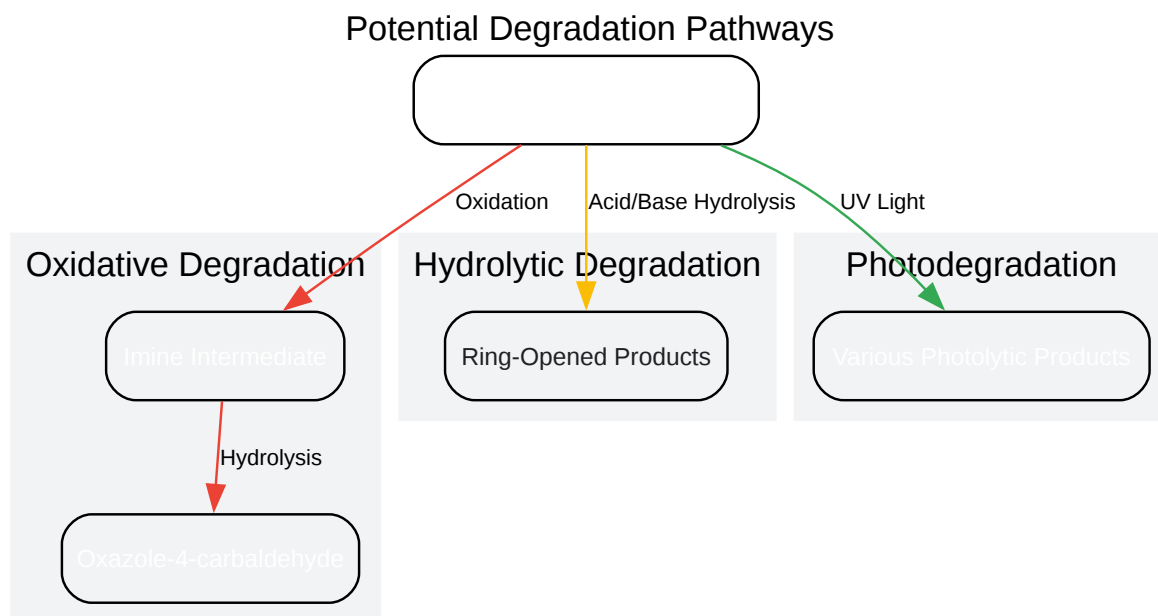 Potential Degradation Pathways
Oxidation
Acid/Base Hydrolysis
UV Light
Oxidative Degradation
Hydrolytic Degradation
Photodegradation
Imine Intermediate
Ring-Opened Products
Various Photolytic Products
Hydrolysis
Oxazole-4-carbaldehyde